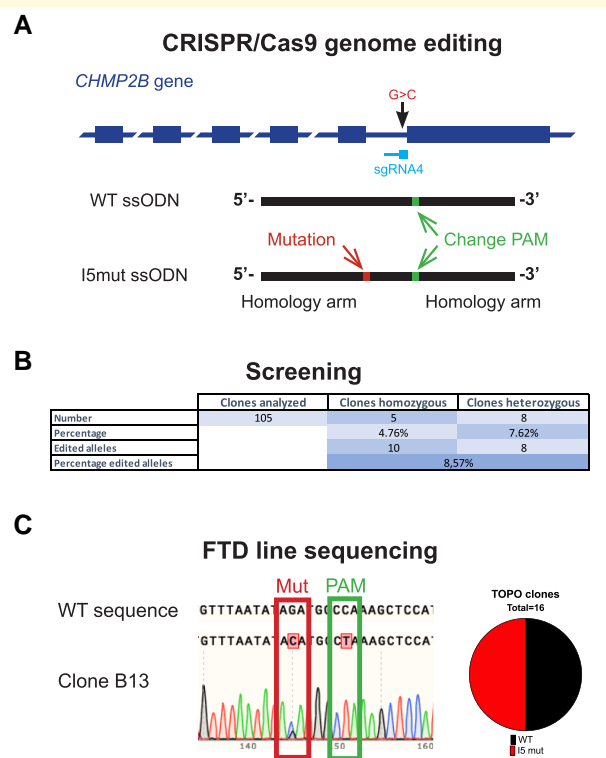 A
CRISPR/Cas9 genome editing
CHMP2B gene
G>C
sgRNA4
WT ssODN 5’- -3’
Mutation Change PAM
I5mut ssODN 5’- -3’
Homology arm Homology arm
B
Screening
Clones analyzed Clones homozygous Clones heterozygous
Number 105 5 8
Percentage 4.76% 7.62%
Edited alleles 10 8
Percentage edited alleles 8,57%
C
FTD line sequencing
Mut PAM
WT sequence GTTTAATATAGATGCCCAAAGCTCCAT
GTTTAATATACATGCCTAAAGCTCCAT
Clone B13
140 50 160
TOPO clones
Total=16
WT
I5 mut